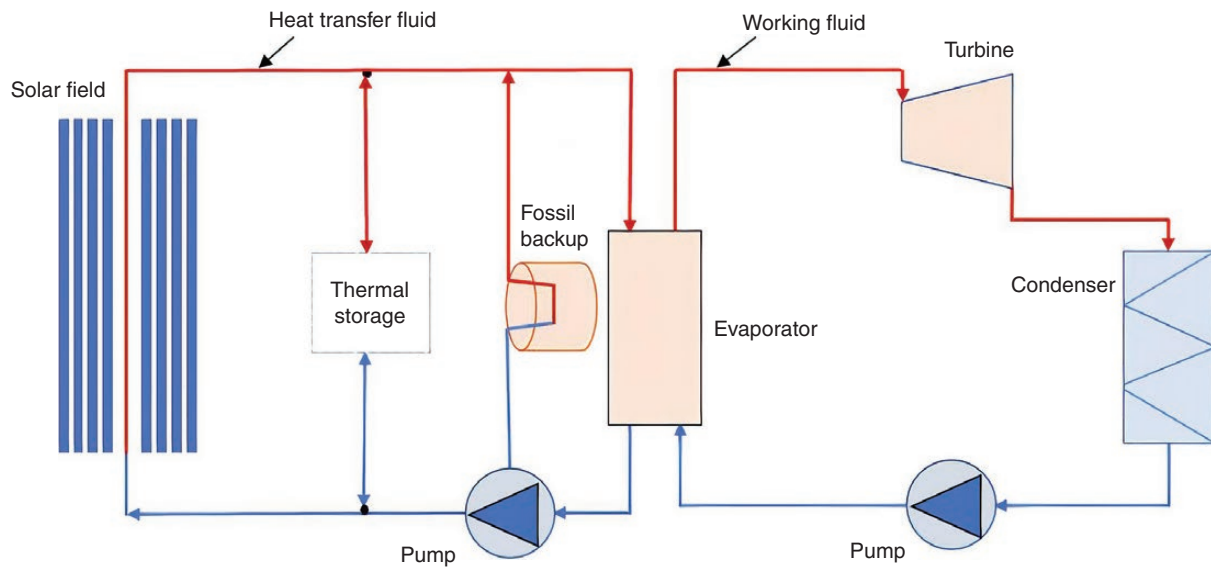 Heat transfer fluid
Working fluid
Turbine
Solar field
Fossil
backup
Thermal
storage
Condenser
Evaporator
Pump
Pump